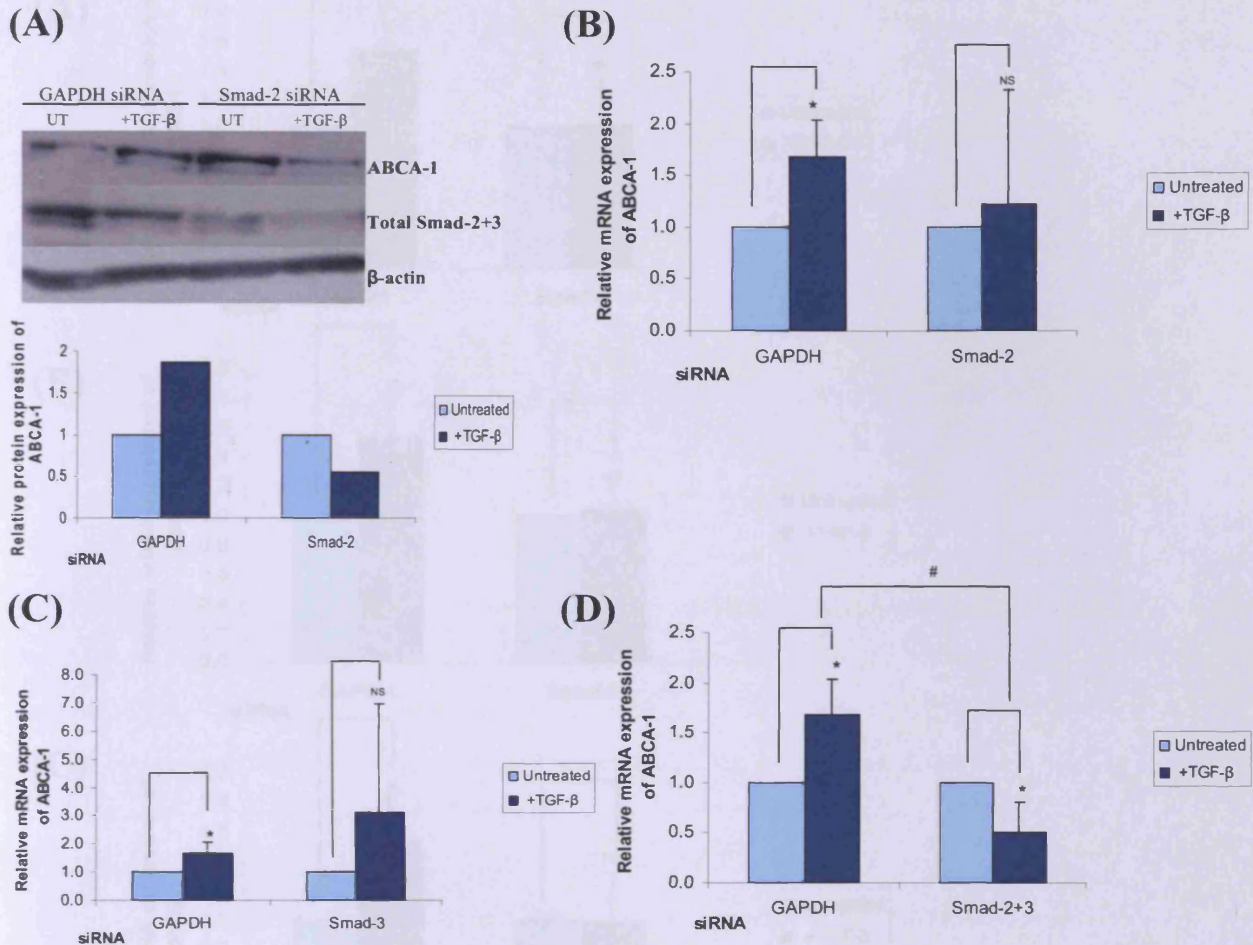 (A)
GAPDH siRNA Smad-2 siRNA
UT +TGF-β UT +TGF-β
ABCA-1
Total Smad-2+3
β-actin
Relative protein expression of
ABCA-1
2
1.5
1
0.5
0
GAPDH Smad-2
siRNA
Untreated
+TGF-β
(B)
Relative mRNA expression
of ABCA-1
2.5
2.0
1.5
1.0
0.5
0.0
*
NS
GAPDH Smad-2
siRNA
Untreated
+TGF-β
(C)
Relative mRNA expression
of ABCA-1
8.0
7.0
6.0
5.0
4.0
3.0
2.0
1.0
0.0
*
NS
GAPDH Smad-3
siRNA
Untreated
+TGF-β
(D)
Relative mRNA expression
of ABCA-1
2.5
2.0
1.5
1.0
0.5
0.0
#
*
*
GAPDH Smad-2+3
siRNA
Untreated
+TGF-β